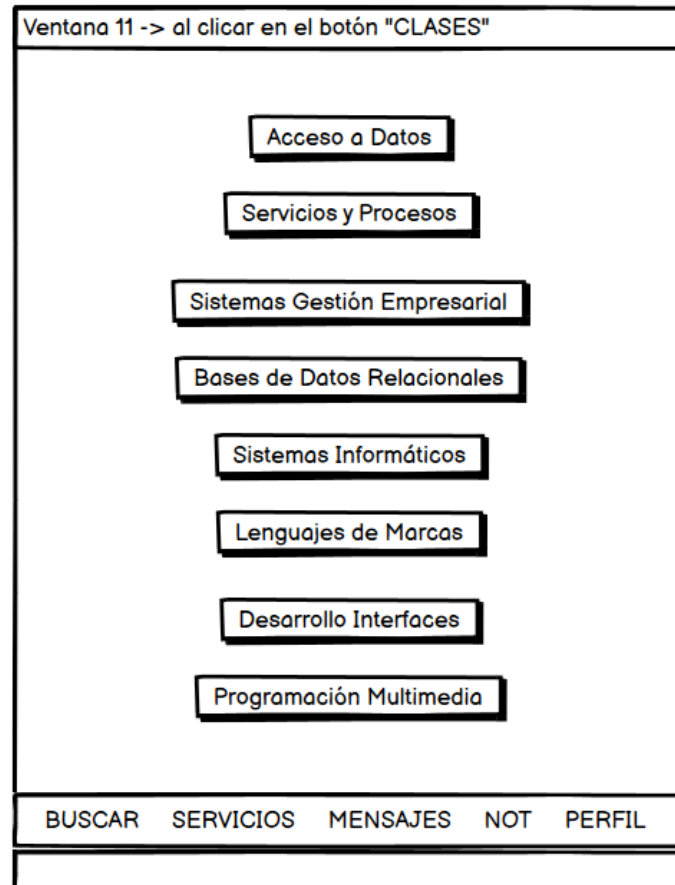 Ventana 11 -> al clicar en el botón "CLASES"
Acceso a Datos
Servicios y Procesos
Sistemas Gestión Empresarial
Bases de Datos Relacionales
Sistemas Informáticos
Lenguajes de Marcas
Desarrollo Interfaces
Programación Multimedia
BUSCAR SERVICIOS MENSAJES NOT PERFIL